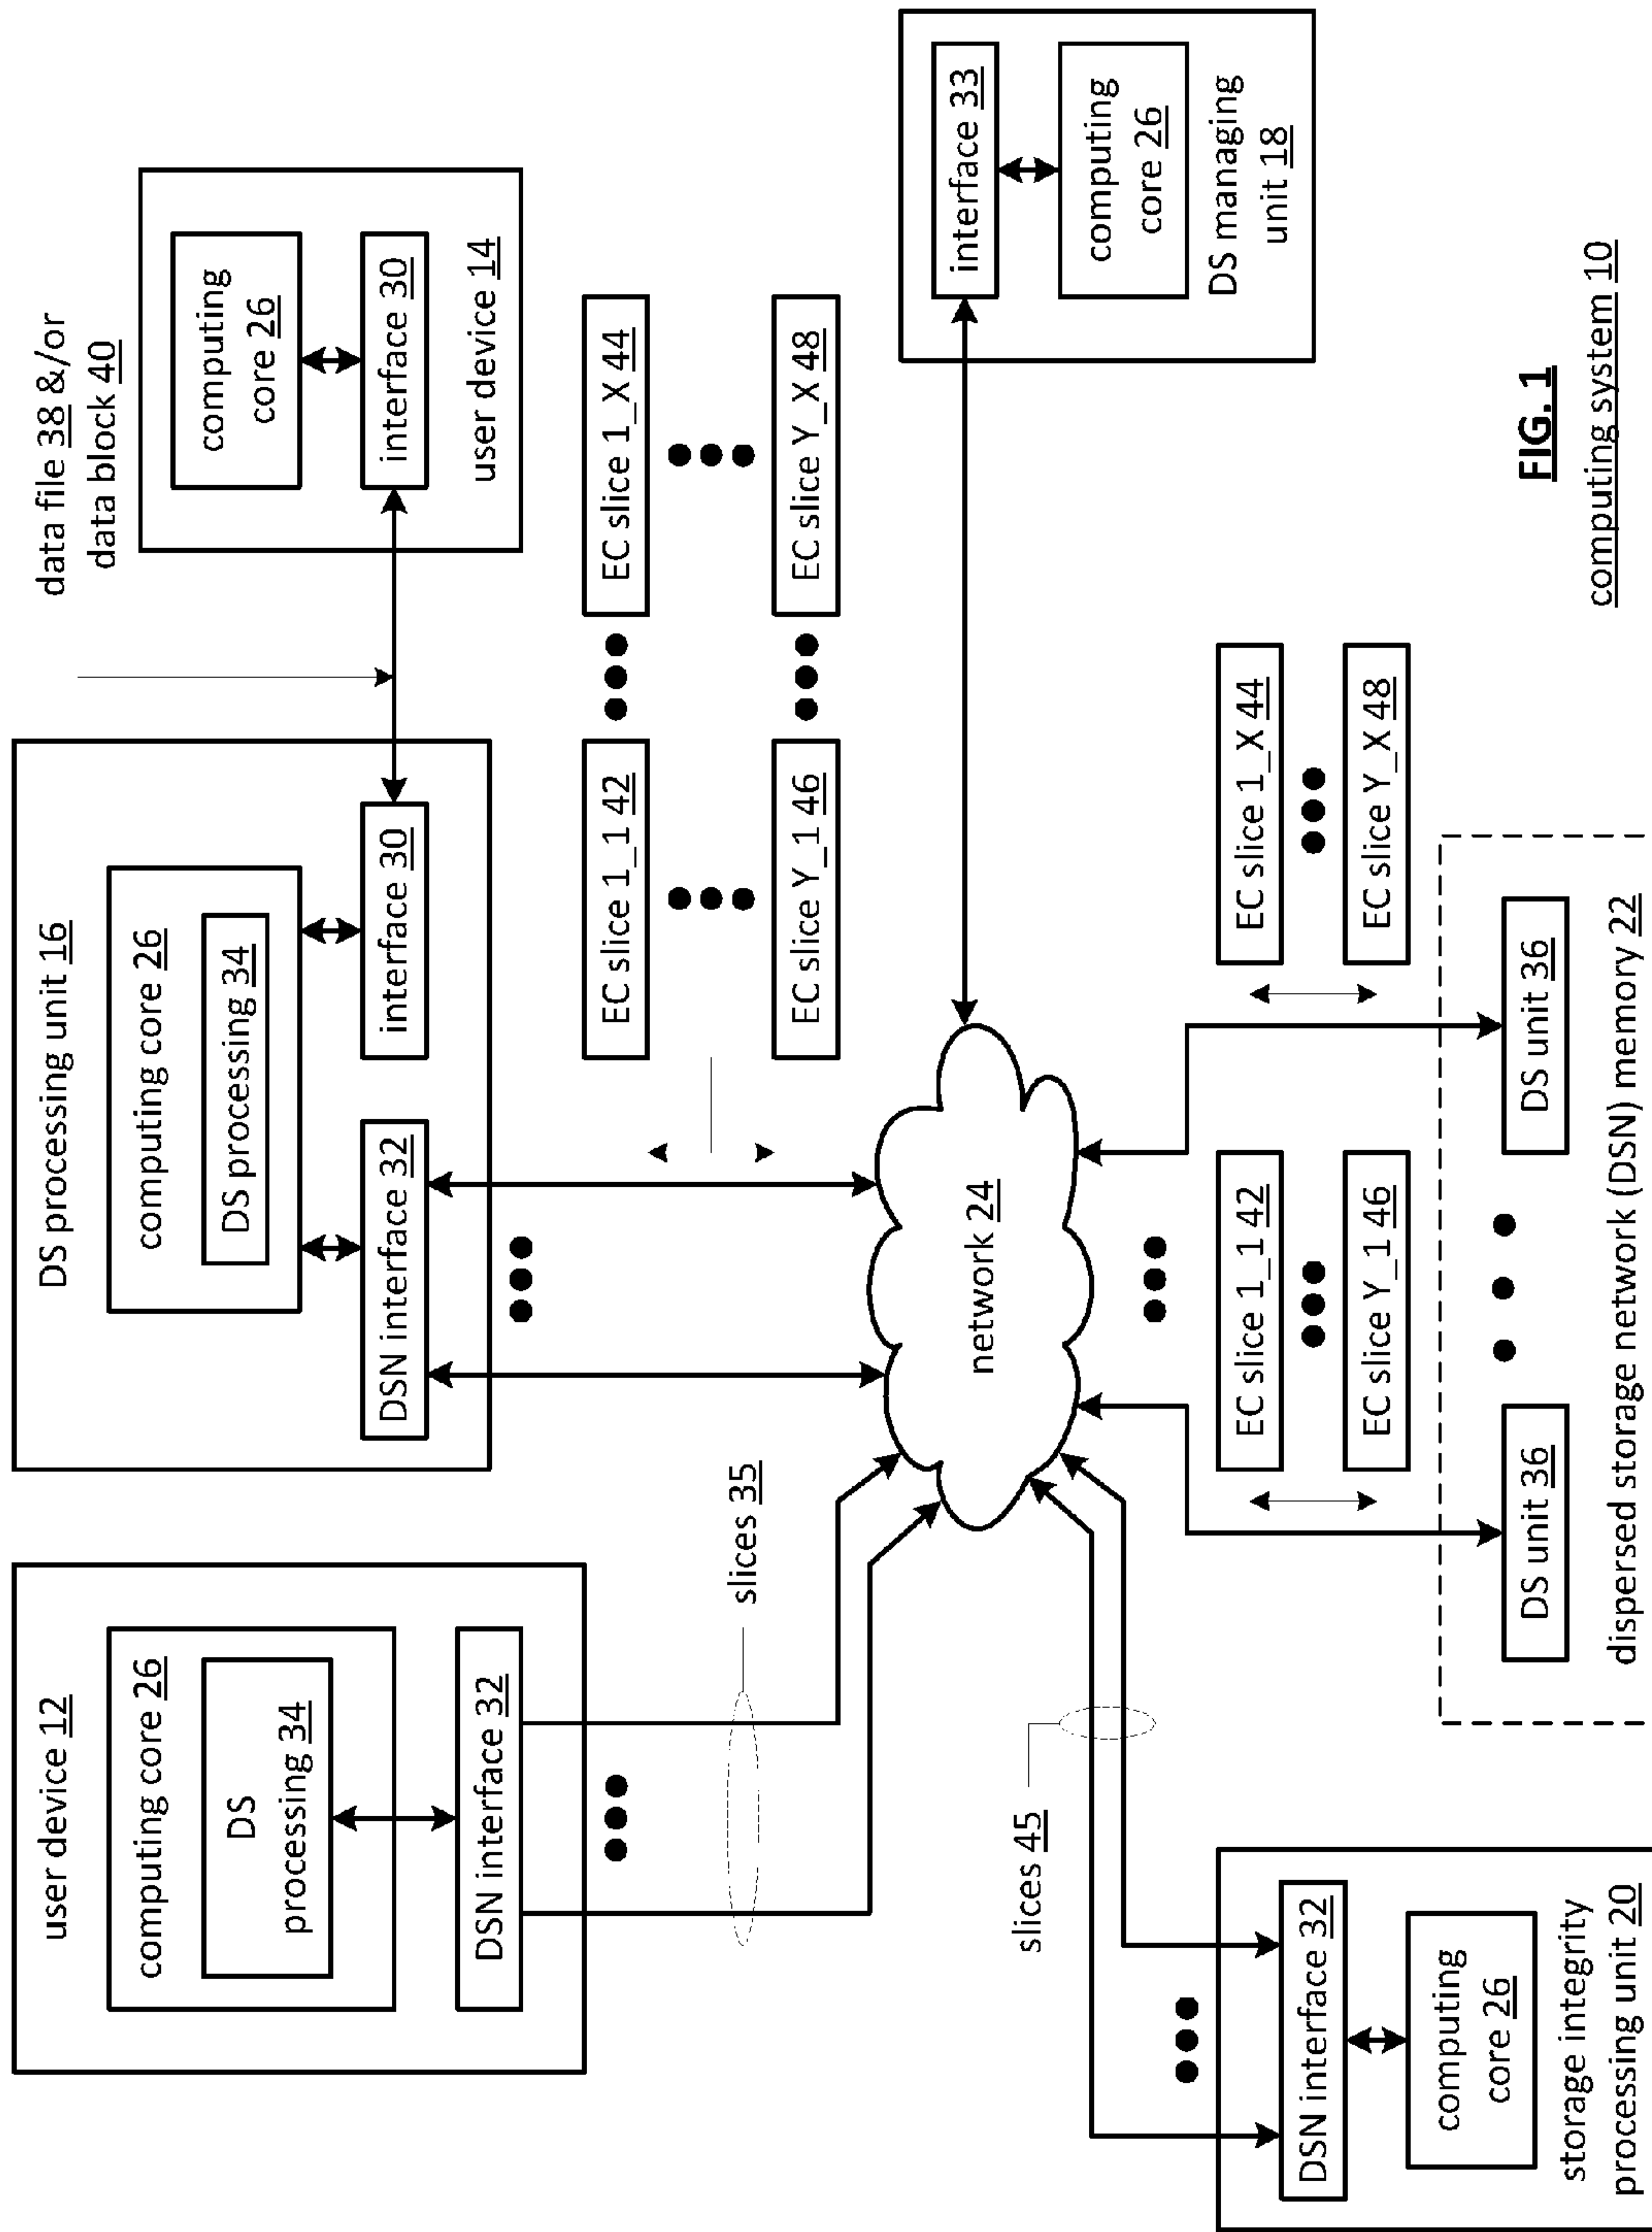 user device 12
computing core 26
DS
processing 34
DSN interface 32
slices 35
DS processing unit 16
computing core 26
DS processing 34
DSN interface 32
interface 30
data file 38 &/or
data block 40
computing
core 26
interface 30
user device 14
EC slice 1_1 42
EC slice 1_X 44
EC slice Y_1 46
EC slice Y_X 48
network 24
interface 33
computing
core 26
DS managing
unit 18
slices 45
DSN interface 32
computing
core 26
storage integrity
processing unit 20
EC slice 1_1 42
EC slice Y_1 46
EC slice 1_X 44
EC slice Y_X 48
DS unit 36
DS unit 36
dispersed storage network (DSN) memory 22
FIG. 1
computing system 10